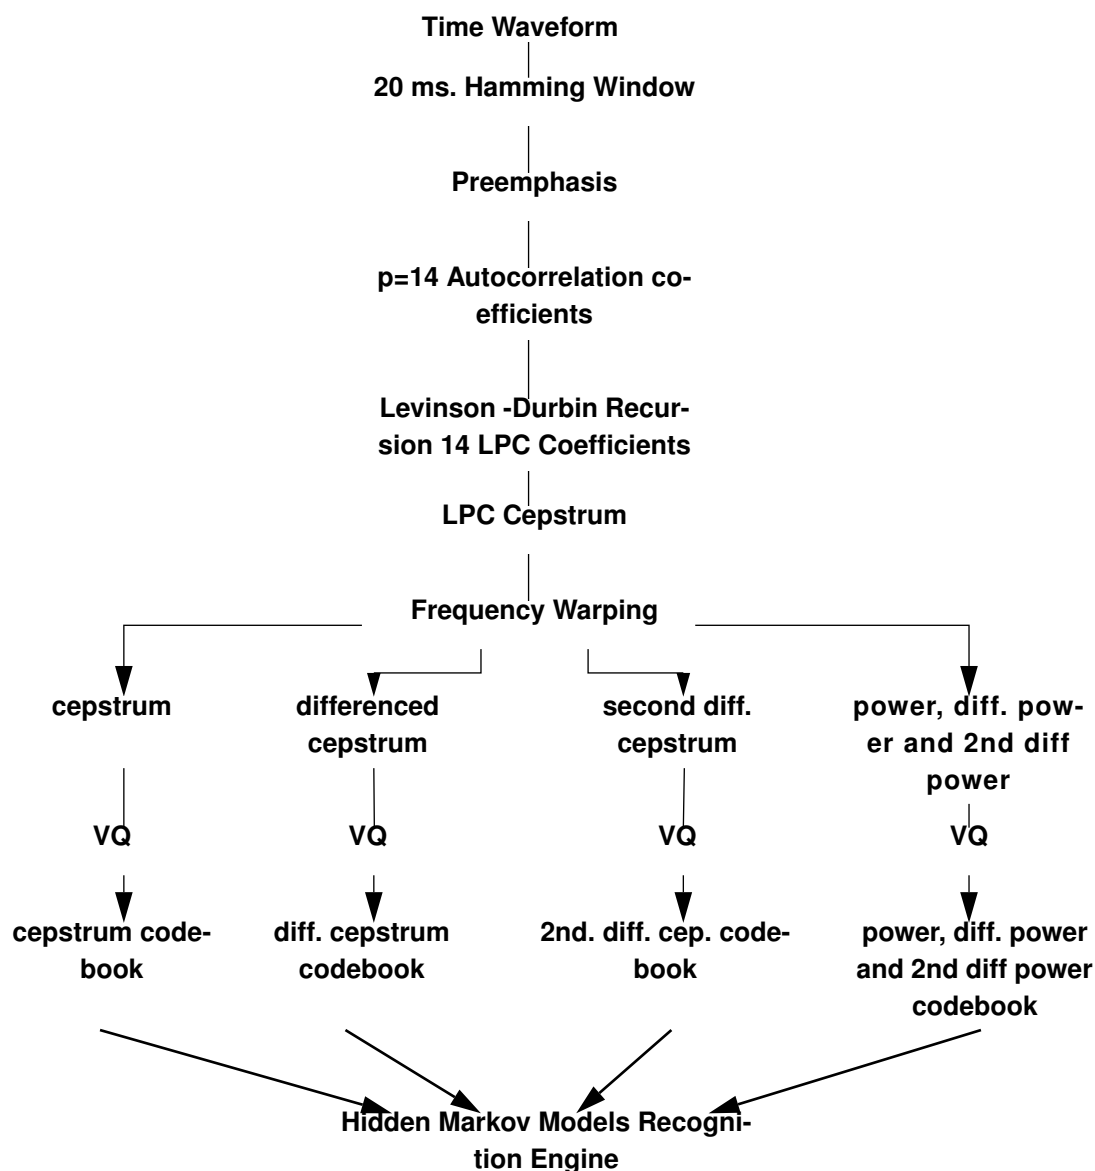 Time Waveform
20 ms. Hamming Window
Preemphasis
p=14 Autocorrelation co-
efficients
Levinson -Durbin Recur-
sion 14 LPC Coefficients
LPC Cepstrum
Frequency Warping
cepstrum
differenced
cepstrum
second diff.
cepstrum
power, diff. pow-
er and 2nd diff
power
VQ
VQ
VQ
VQ
cepstrum code-
book
diff. cepstrum
codebook
2nd. diff. cep. code-
book
power, diff. power
and 2nd diff power
codebook
Hidden Markov Models Recogni-
tion Engine